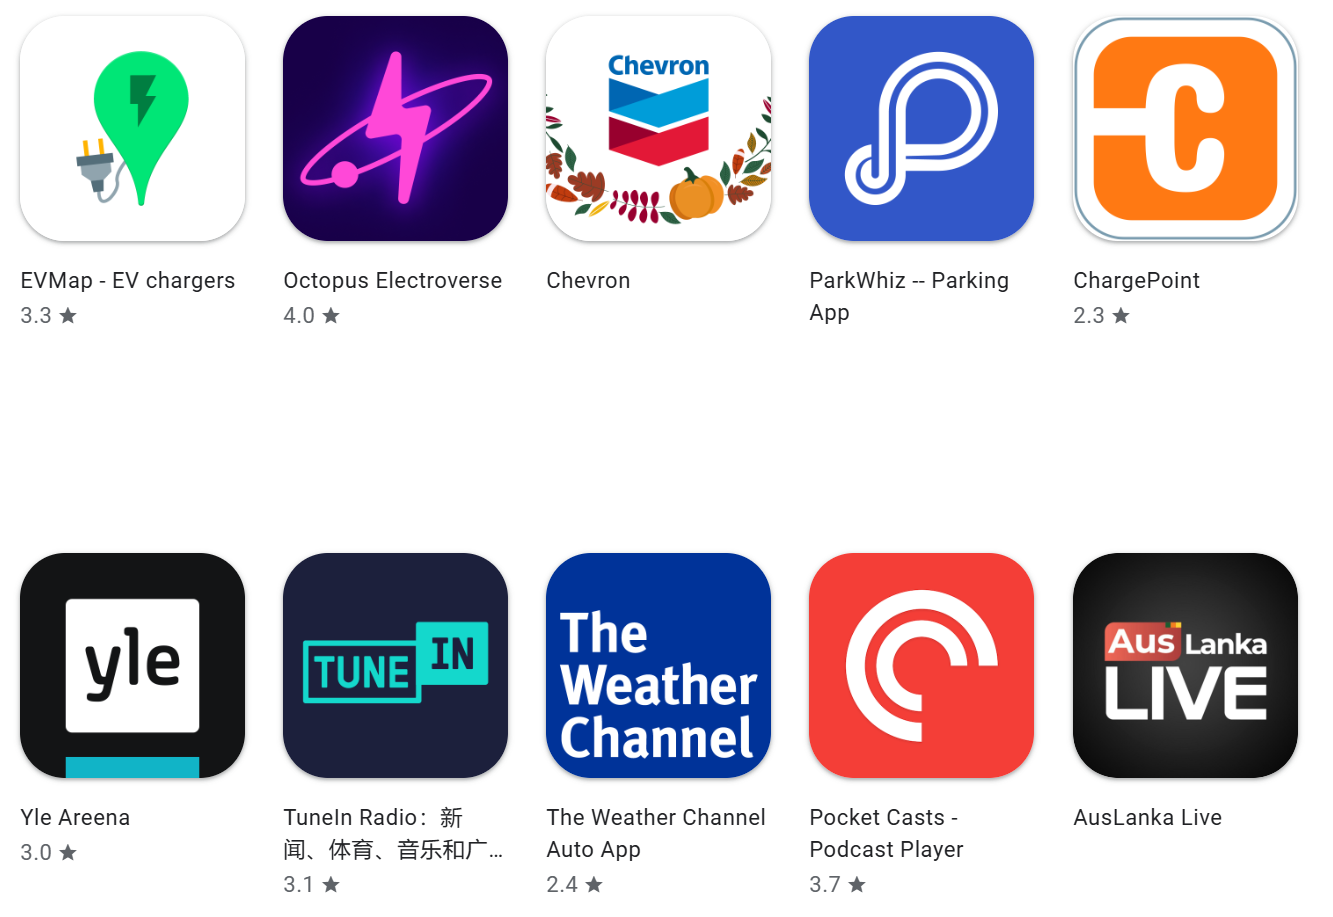 Chevron
C
EVMap - EV chargers
3.3 ★
Octopus Electroverse
4.0 ★
Chevron
ParkWhiz -- Parking
App
ChargePoint
2.3 ★
yle
TUNE IN
The
Weather
Channel
Aus Lanka
LIVE
Yle Areena
3.0 ★
TuneIn Radio：新
闻、体育、音乐和广...
3.1 ★
The Weather Channel
Auto App
2.4 ★
Pocket Casts -
Podcast Player
3.7 ★
AusLanka Live